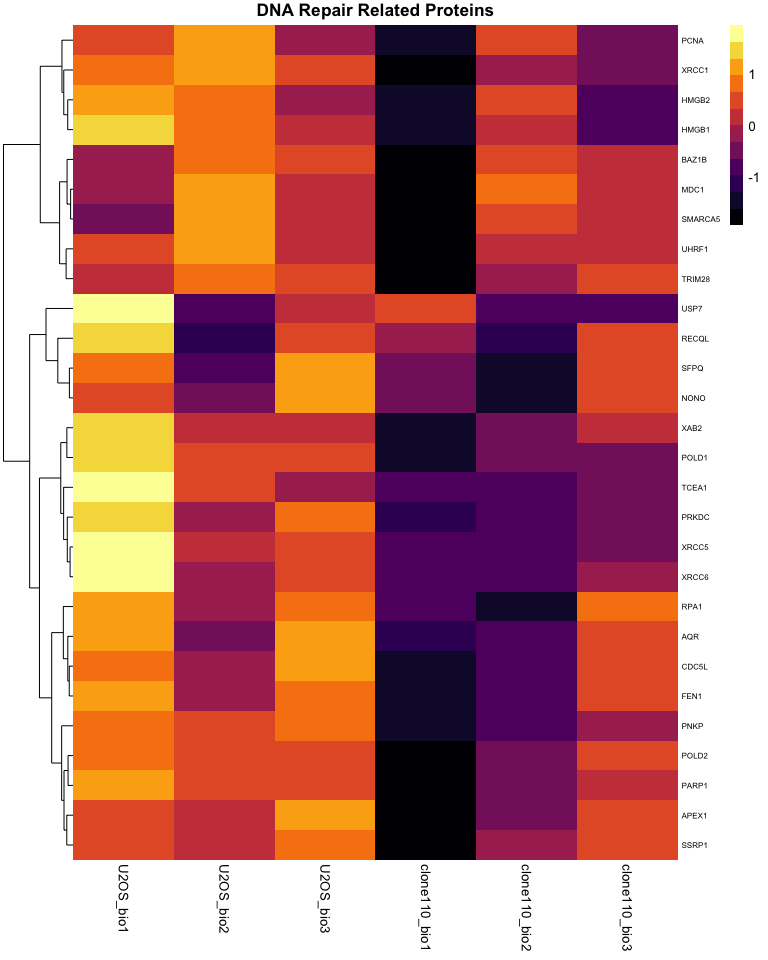 DNA Repair Related Proteins
PCNA
XRCC1
HMGB2
HMGB1
BAZ1B
MDC1
SMARCA5
UHRF1
TRIM28
USP7
RECQL
SFPQ
NONO
XAB2
POLD1
TCEA1
PRKDC
XRCC5
XRCC6
RPA1
AQR
CDC5L
FEN1
PNKP
POLD2
PARP1
APEX1
SSRP1
1
0
-1
U2OS_bio1
U2OS_bio2
U2OS_bio3
clone110_bio1
clone110_bio2
clone110_bio3